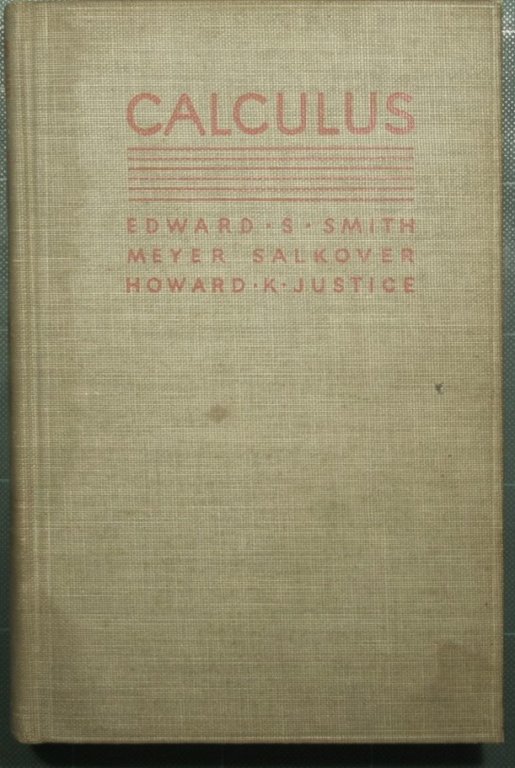 CALCULUS
EDWARD · S · SMITH
MEYER SALKOVER
HOWARD · K · JUSTICE